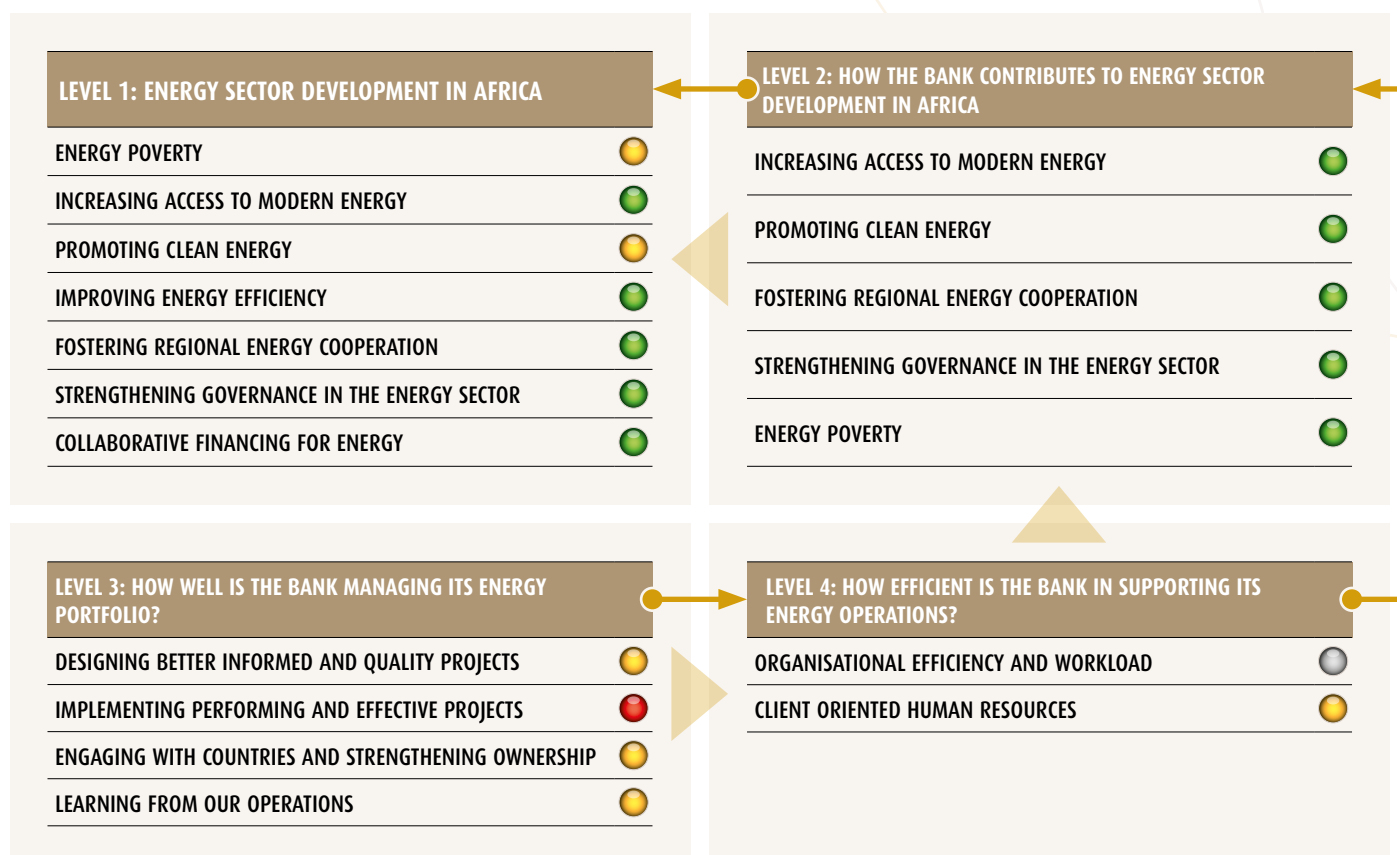 LEVEL 1: ENERGY SECTOR DEVELOPMENT IN AFRICA
ENERGY POVERTY
INCREASING ACCESS TO MODERN ENERGY
PROMOTING CLEAN ENERGY
IMPROVING ENERGY EFFICIENCY
FOSTERING REGIONAL ENERGY COOPERATION
STRENGTHENING GOVERNANCE IN THE ENERGY SECTOR
COLLABORATIVE FINANCING FOR ENERGY
LEVEL 2: HOW THE BANK CONTRIBUTES TO ENERGY SECTOR
DEVELOPMENT IN AFRICA
INCREASING ACCESS TO MODERN ENERGY
PROMOTING CLEAN ENERGY
FOSTERING REGIONAL ENERGY COOPERATION
STRENGTHENING GOVERNANCE IN THE ENERGY SECTOR
ENERGY POVERTY
LEVEL 3: HOW WELL IS THE BANK MANAGING ITS ENERGY
PORTFOLIO?
DESIGNING BETTER INFORMED AND QUALITY PROJECTS
IMPLEMENTING PERFORMING AND EFFECTIVE PROJECTS
ENGAGING WITH COUNTRIES AND STRENGTHENING OWNERSHIP
LEARNING FROM OUR OPERATIONS
LEVEL 4: HOW EFFICIENT IS THE BANK IN SUPPORTING ITS
ENERGY OPERATIONS?
ORGANISATIONAL EFFICIENCY AND WORKLOAD
CLIENT ORIENTED HUMAN RESOURCES